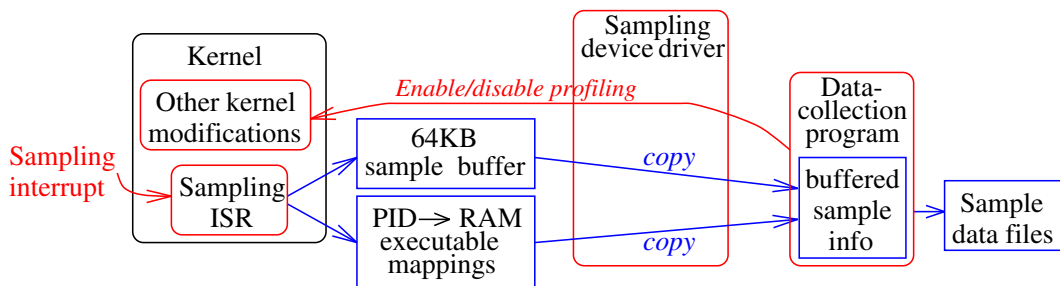 Kernel
Other kernel
modifications
Sampling
interrupt
Sampling
ISR
64KB
sample buffer
PID→ RAM
executable
mappings
Enable/disable profiling
Sampling
device driver
copy
copy
Data-
collection
program
buffered
sample
info
Sample
data files